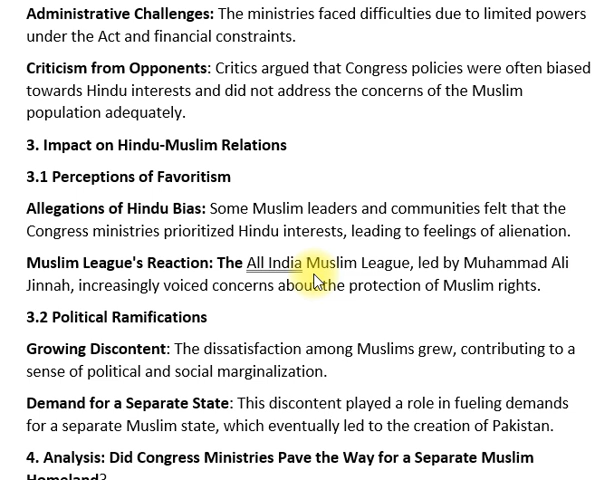 Administrative Challenges: The ministries faced difficulties due to limited powers
under the Act and financial constraints.
Criticism from Opponents: Critics argued that Congress policies were often biased
towards Hindu interests and did not address the concerns of the Muslim
population adequately.
3. Impact on Hindu-Muslim Relations
3.1 Perceptions of Favoritism
Allegations of Hindu Bias: Some Muslim leaders and communities felt that the
Congress ministries prioritized Hindu interests, leading to feelings of alienation.
Muslim League's Reaction: The All India Muslim League, led by Muhammad Ali
Jinnah, increasingly voiced concerns about the protection of Muslim rights.
3.2 Political Ramifications
Growing Discontent: The dissatisfaction among Muslims grew, contributing to a
sense of political and social marginalization.
Demand for a Separate State: This discontent played a role in fueling demands
for a separate Muslim state, which eventually led to the creation of Pakistan.
4. Analysis: Did Congress Ministries Pave the Way for a Separate Muslim
Homeland?